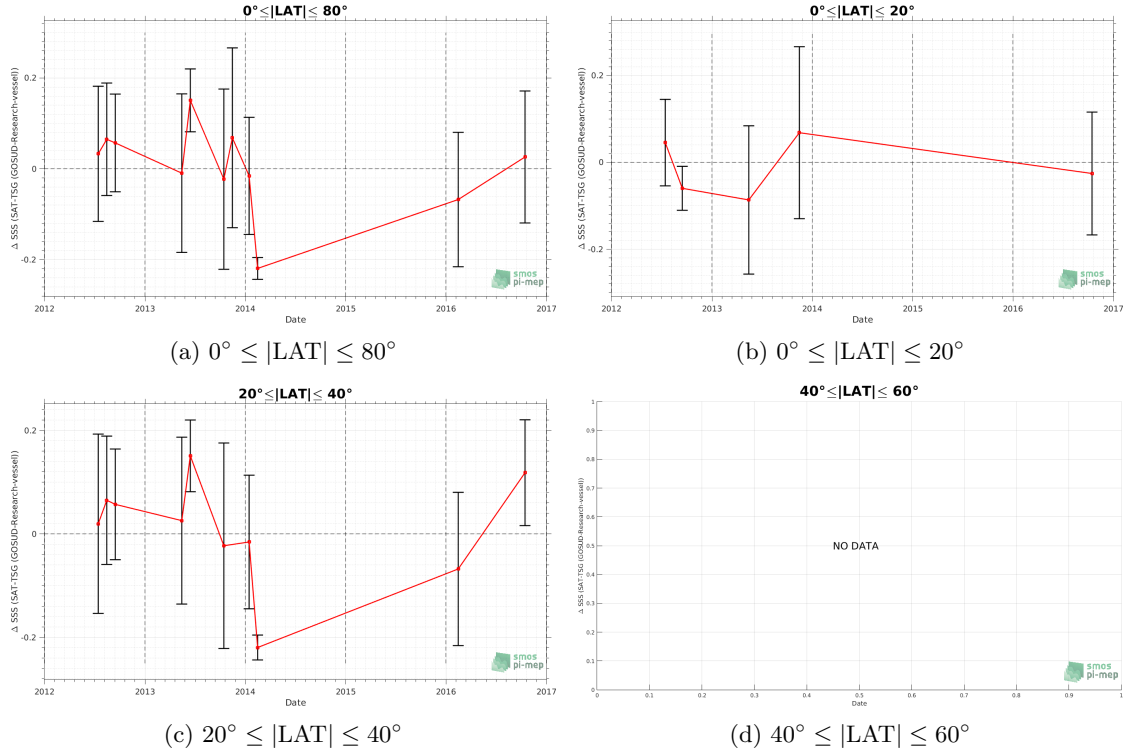 0°≤|LAT|≤ 80°
Δ SSS (SAT-TSG (GOSUD-Research-vessel))
0.2
0
-0.2
2012 2013 2014 2015 2016 2017
Date
smos
pi-mep
(a) 0° ≤ |LAT| ≤ 80°
0°≤|LAT|≤ 20°
Δ SSS (SAT-TSG (GOSUD-Research-vessel))
0.2
0
-0.2
2012 2013 2014 2015 2016 2017
Date
smos
pi-mep
(b) 0° ≤ |LAT| ≤ 20°
20°≤|LAT|≤ 40°
Δ SSS (SAT-TSG (GOSUD-Research-vessel))
0.2
0
-0.2
2012 2013 2014 2015 2016 2017
Date
smos
pi-mep
(c) 20° ≤ |LAT| ≤ 40°
40°≤|LAT|≤ 60°
Δ SSS (SAT-TSG (GOSUD-Research-vessel))
1
0.9
0.8
0.7
0.6
0.5
0.4
0.3
0.2
0.1
0
NO DATA
0 0.1 0.2 0.3 0.4 0.5 0.6 0.7 0.8 0.9 1
Date
smos
pi-mep
(d) 40° ≤ |LAT| ≤ 60°